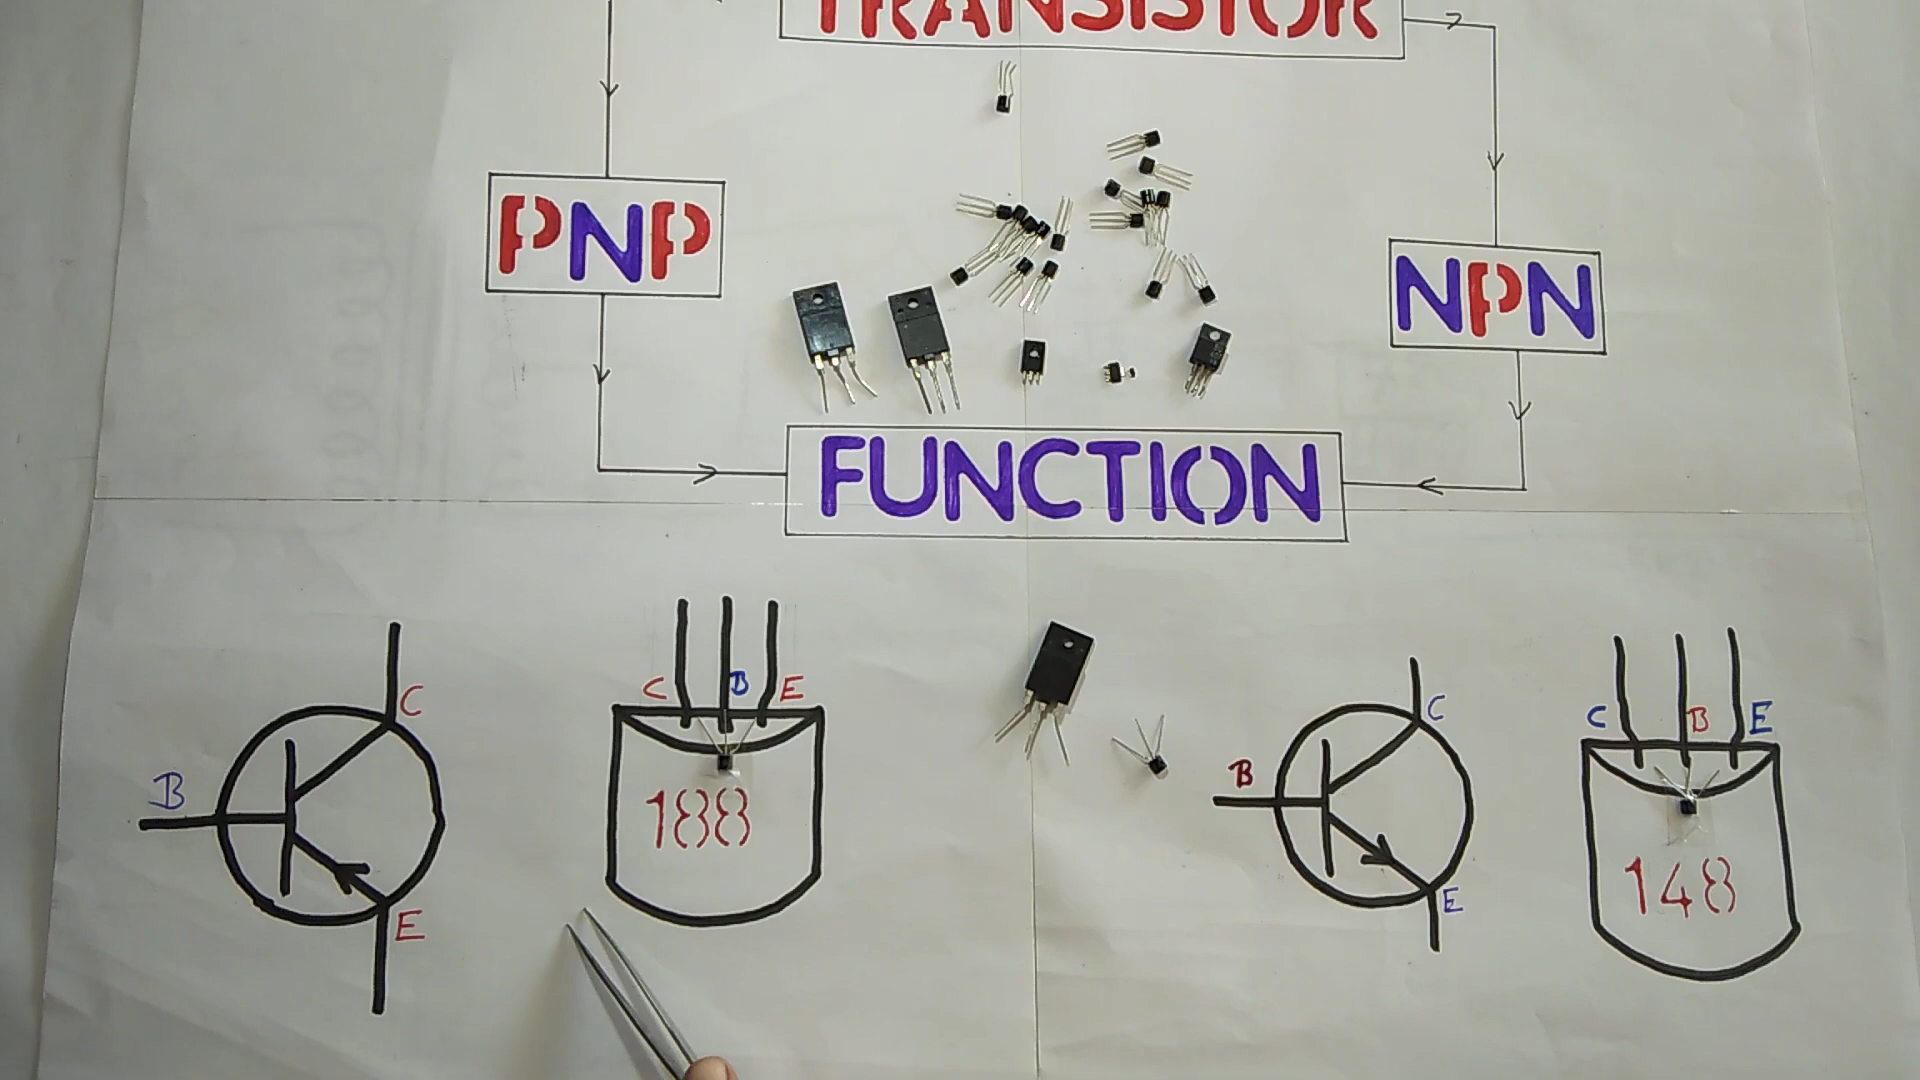 TRANSISTOR
PNP
NPN
FUNCTION
C
B
E
C B E
188
C
B
E
C B E
148